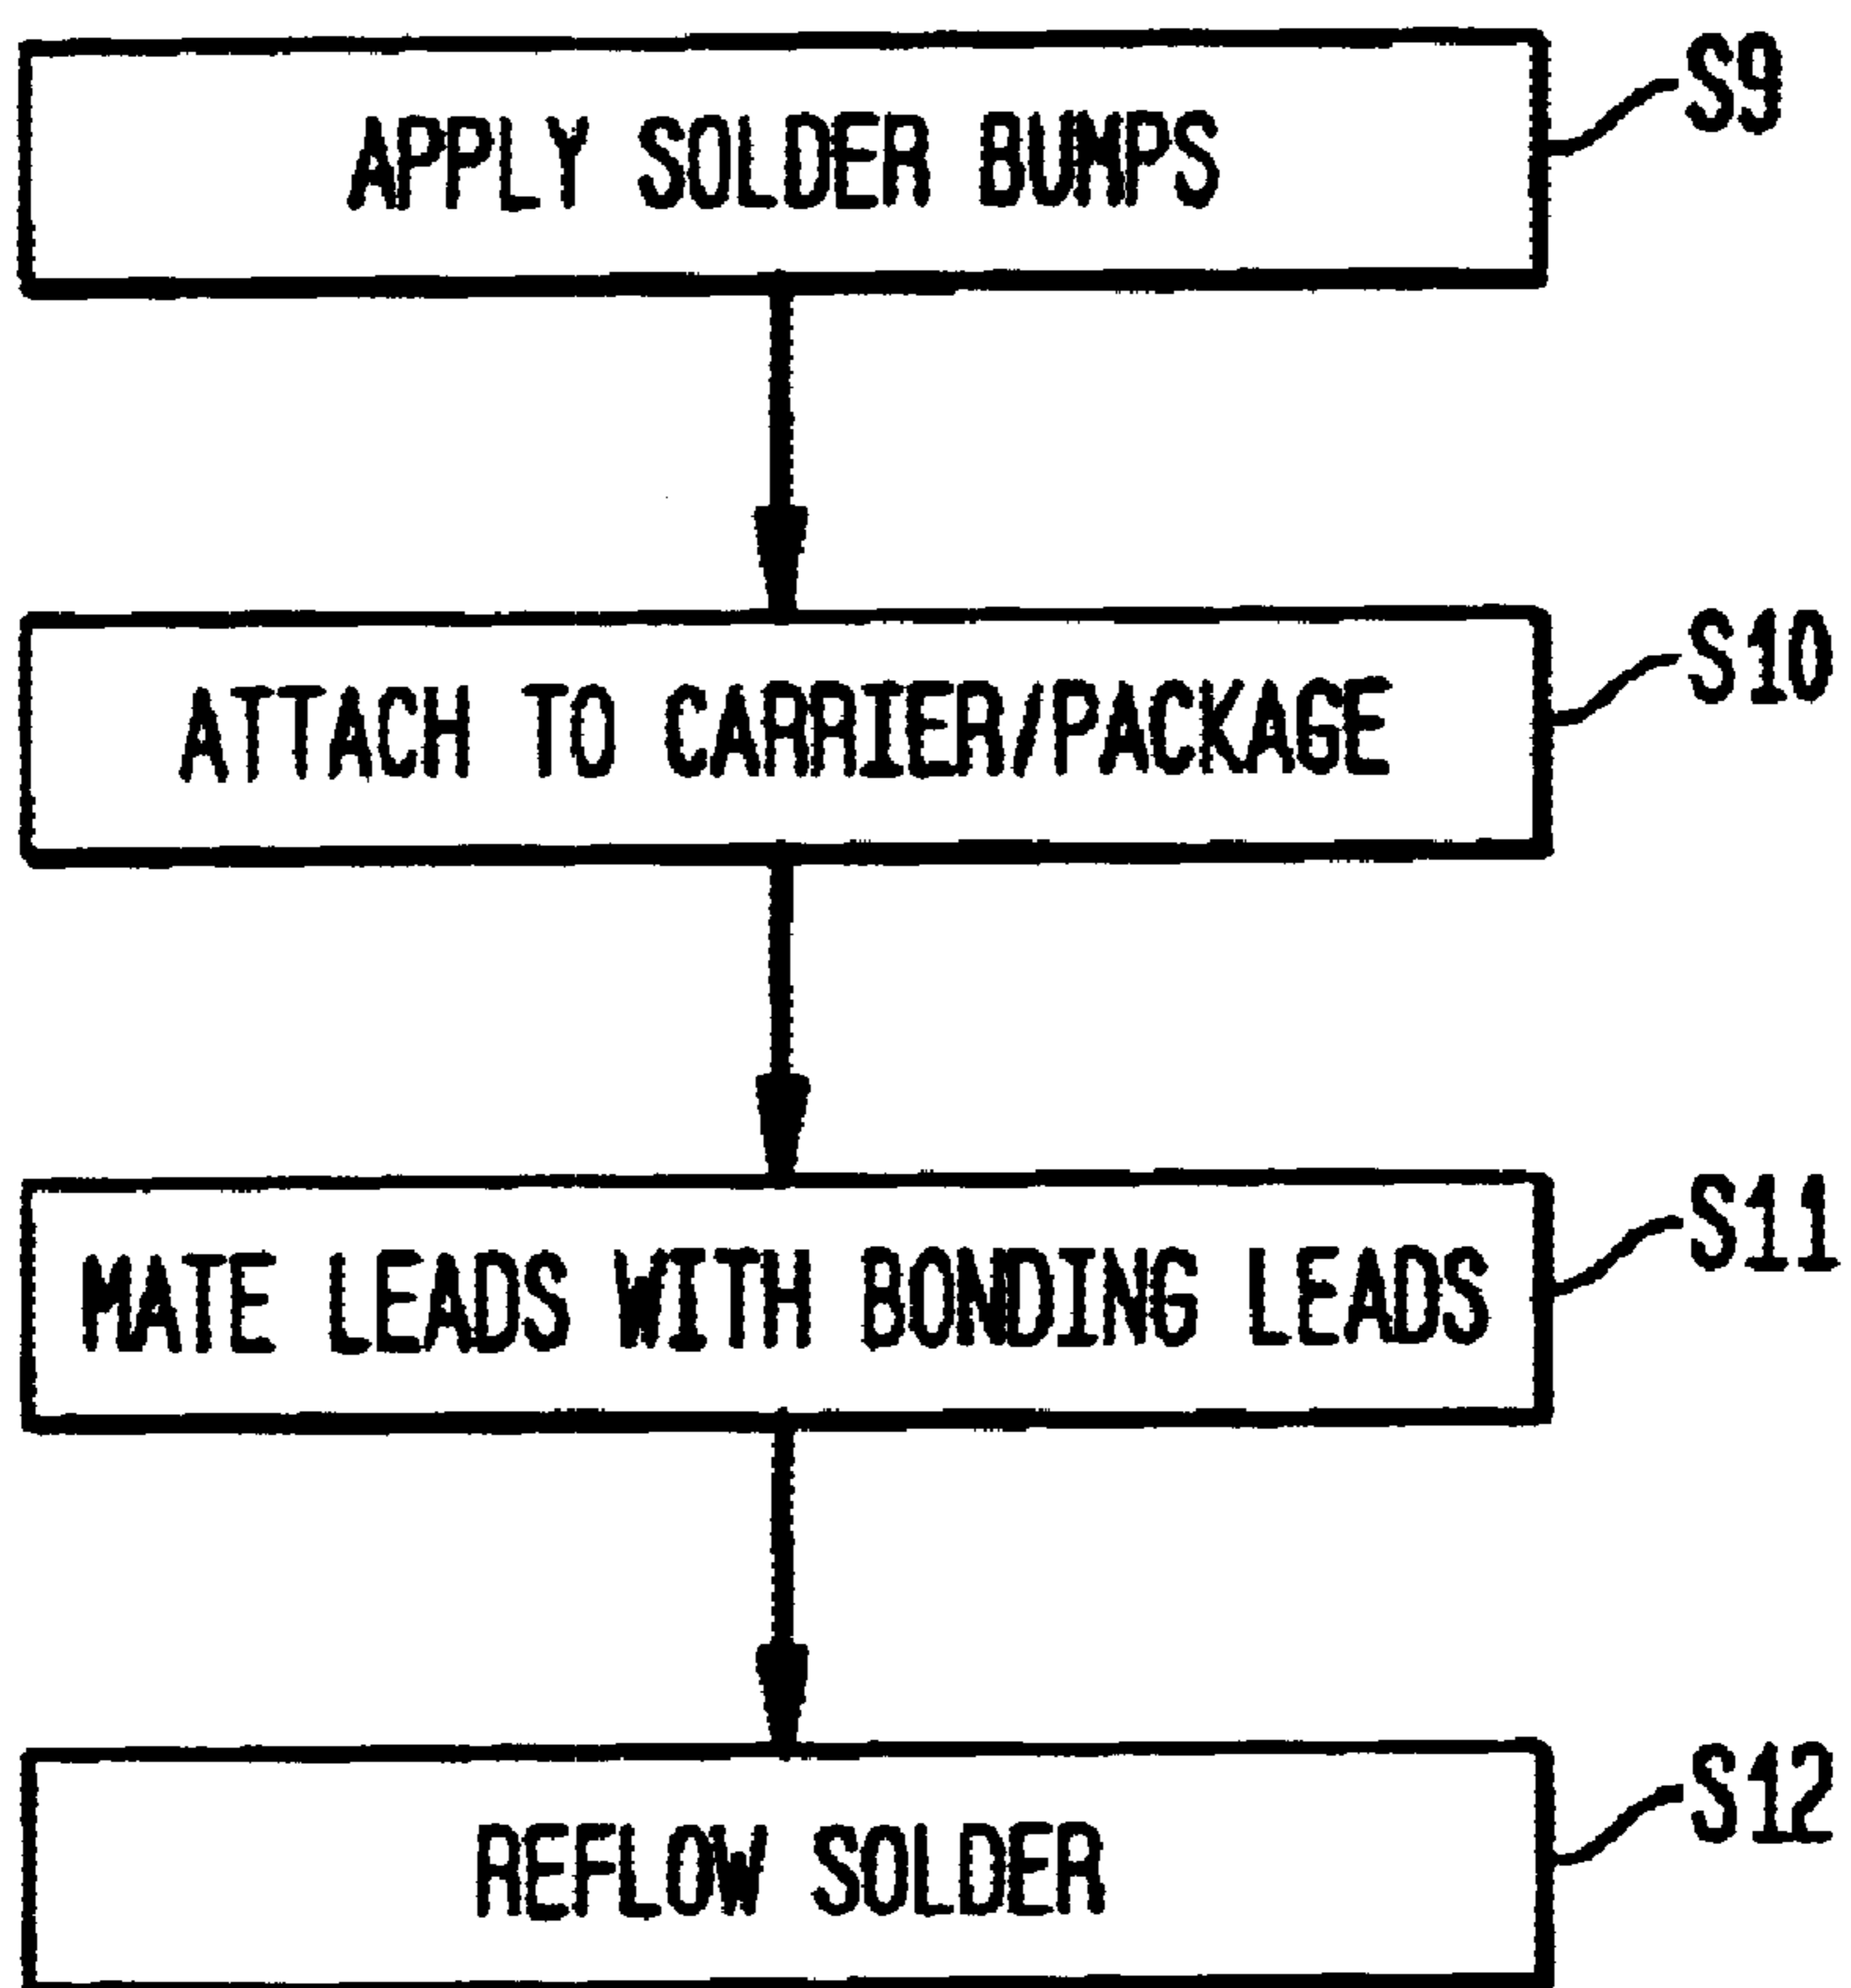 APPLY SOLDER BUMPS
S9
ATTACH TO CARRIER/PACKAGE
S10
MATE LEADS WITH BONDING LEADS
S11
REFLOW SOLDER
S12